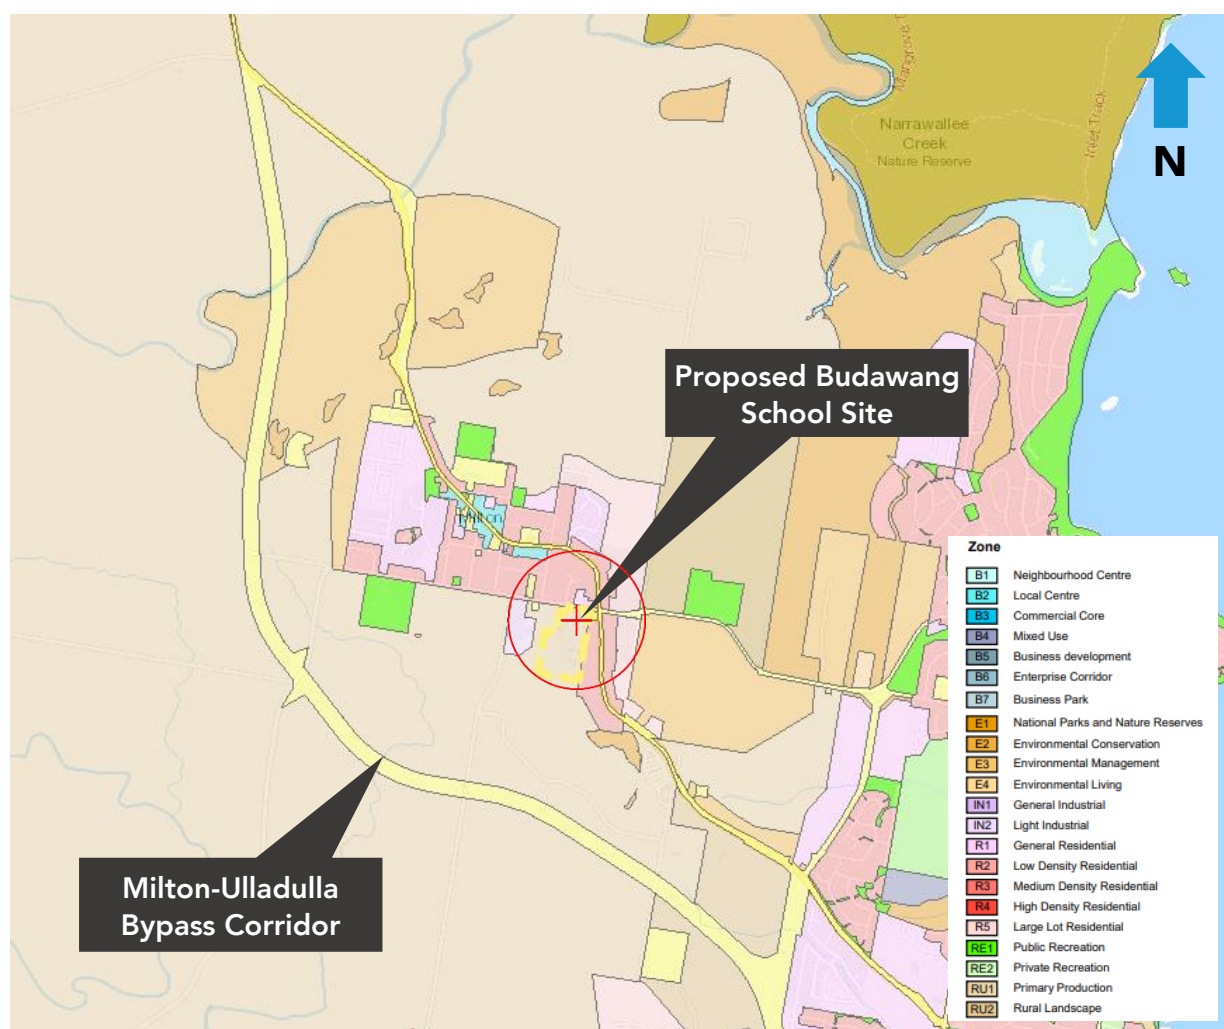 Mangrove
Inlet Track
Narrawallee
Creek
Nature Reserve
N
Proposed Budawang
School Site
Milton
Milton-Ulladulla
Bypass Corridor
Zone
B1 Neighbourhood Centre
B2 Local Centre
B3 Commercial Core
B4 Mixed Use
B5 Business development
B6 Enterprise Corridor
B7 Business Park
E1 National Parks and Nature Reserves
E2 Environmental Conservation
E3 Environmental Management
E4 Environmental Living
IN1 General Industrial
IN2 Light Industrial
R1 General Residential
R2 Low Density Residential
R3 Medium Density Residential
R4 High Density Residential
R5 Large Lot Residential
RE1 Public Recreation
RE2 Private Recreation
RU1 Primary Production
RU2 Rural Landscape